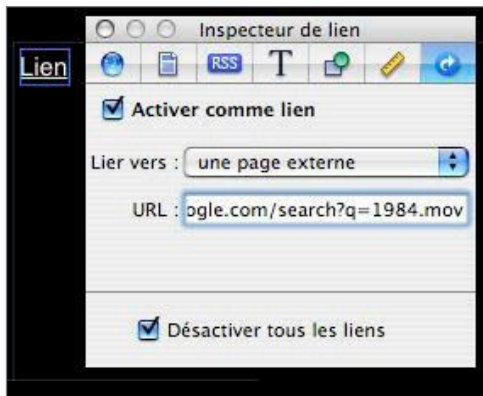 Inspecteur de lien
Lien
RSS
T
Activer comme lien
Lier vers : une page externe
URL : ogle.com/search?q=1984.mov
Désactiver tous les liens